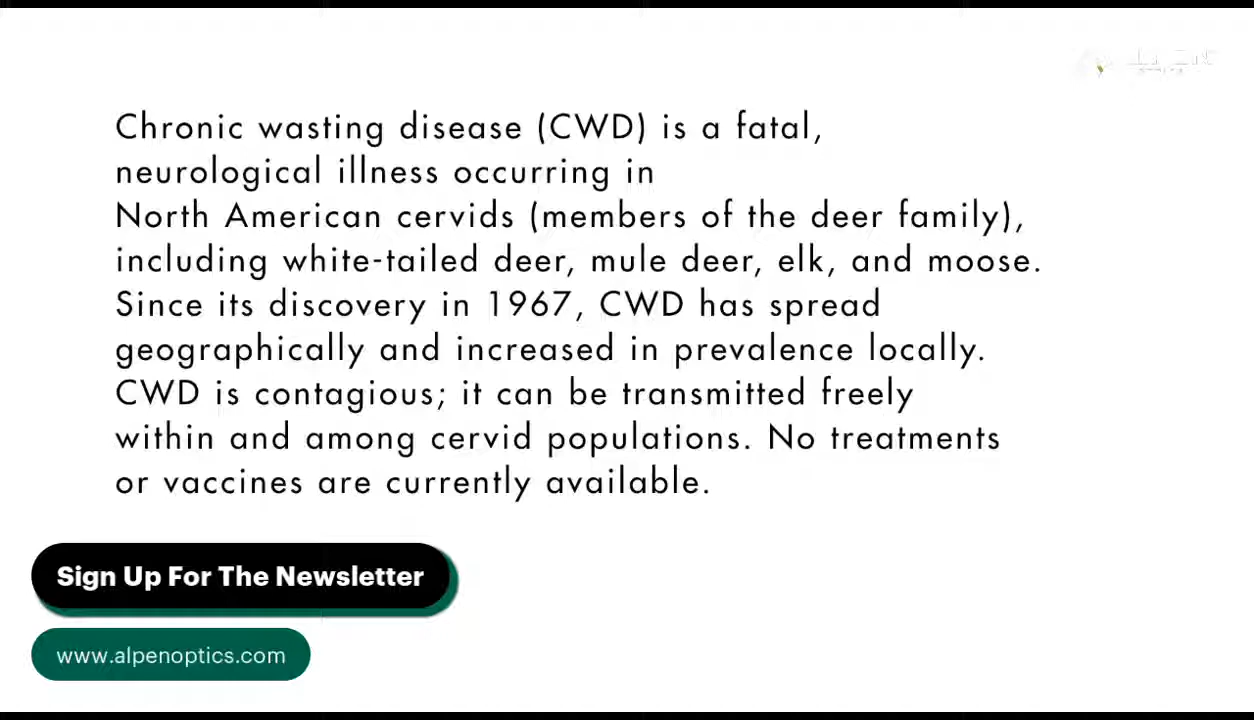 Chronic wasting disease (CWD) is a fatal,
neurological illness occurring in
North American cervids (members of the deer family),
including white-tailed deer, mule deer, elk, and moose.
Since its discovery in 1967, CWD has spread
geographically and increased in prevalence locally.
CWD is contagious; it can be transmitted freely
within and among cervid populations. No treatments
or vaccines are currently available.
Sign Up For The Newsletter
www.alpenoptics.com